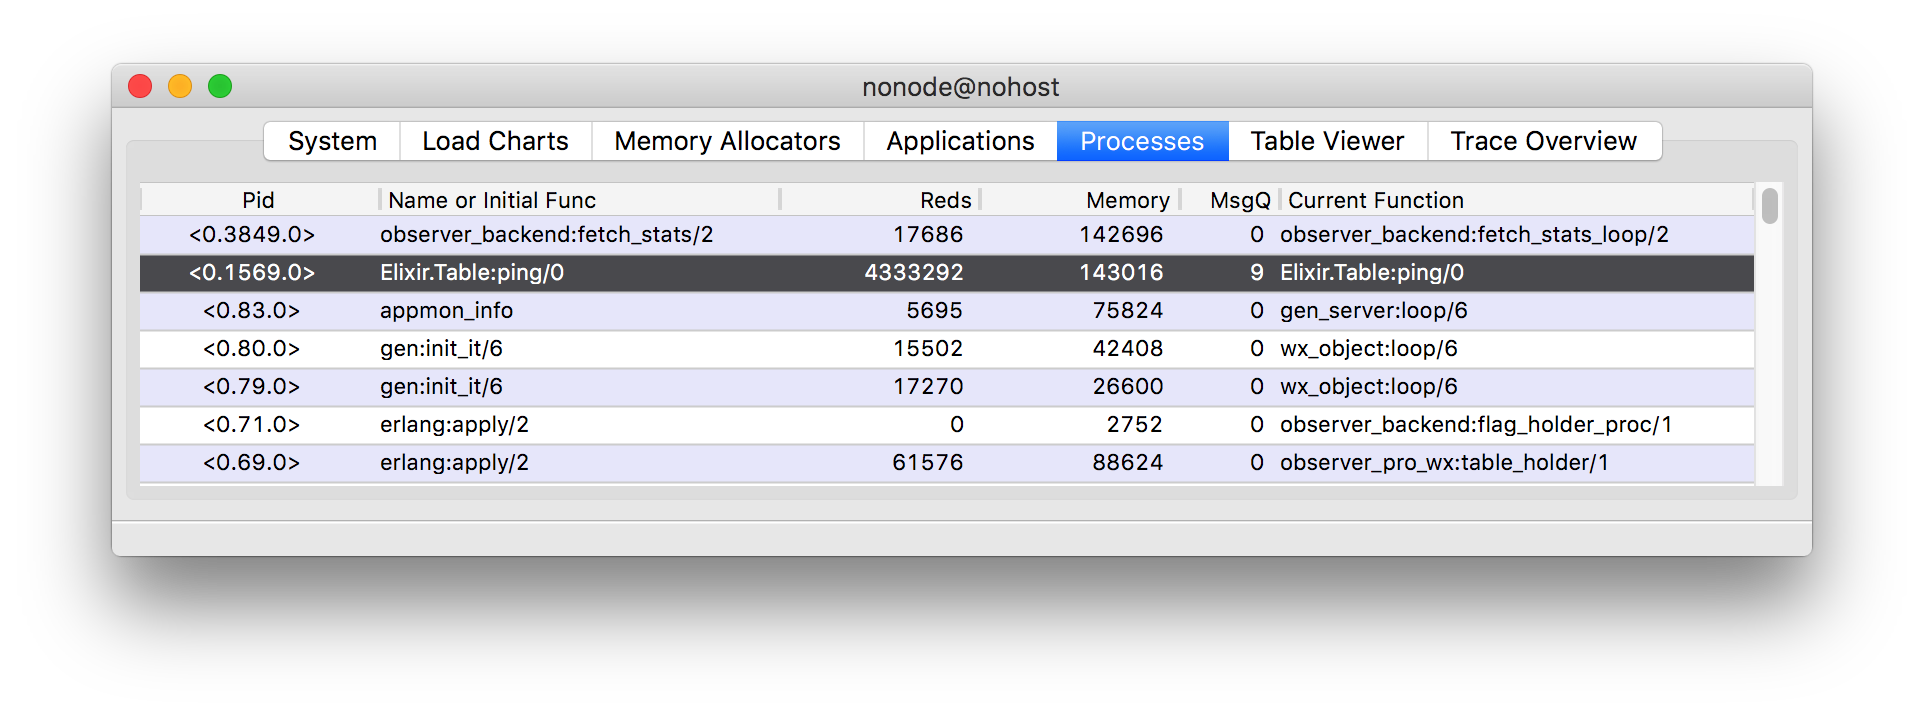 nonode@nohost
System Load Charts Memory Allocators Applications Processes Table Viewer Trace Overview
Pid Name or Initial Func Reds Memory MsgQ Current Function
<0.3849.0> observer_backend:fetch_stats/2 17686 142696 0 observer_backend:fetch_stats_loop/2
<0.1569.0> Elixir.Table:ping/0 4333292 143016 9 Elixir.Table:ping/0
<0.83.0> appmon_info 5695 75824 0 gen_server:loop/6
<0.80.0> gen:init_it/6 15502 42408 0 wx_object:loop/6
<0.79.0> gen:init_it/6 17270 26600 0 wx_object:loop/6
<0.71.0> erlang:apply/2 0 2752 0 observer_backend:flag_holder_proc/1
<0.69.0> erlang:apply/2 61576 88624 0 observer_pro_wx:table_holder/1